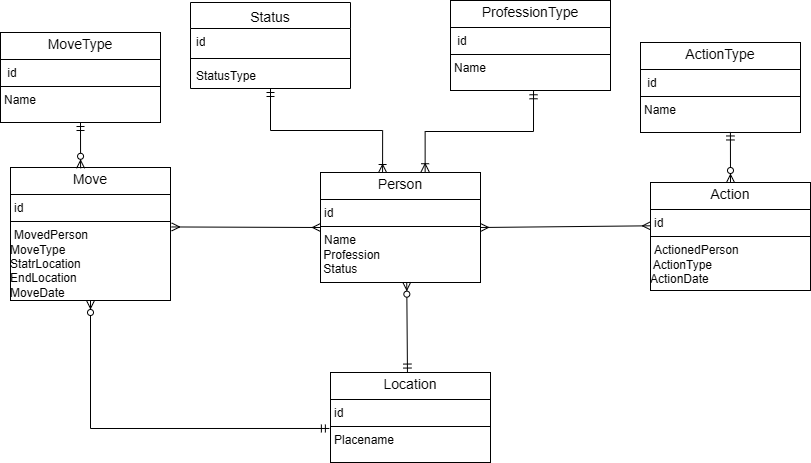 MoveType
id
Name
Status
id
StatusType
ProfessionType
id
Name
ActionType
id
Name
Move
id
MovedPerson
MoveType
StatrLocation
EndLocation
MoveDate
Person
id
Name
Profession
Status
Action
id
ActionedPerson
ActionType
ActionDate
Location
id
Placename